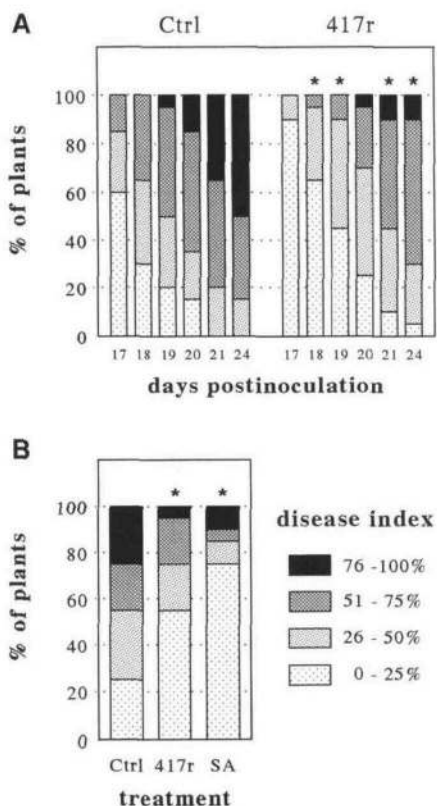 A
Ctrl 417r
* * * *
100
80
60
40
20
0
% of plants
17 18 19 20 21 24 17 18 19 20 21 24
days postinoculation
B
* *
100
80
60
40
20
0
% of plants
Ctrl 417r SA
treatment
disease index
76 -100%
51 - 75%
26 - 50%
0 - 25%